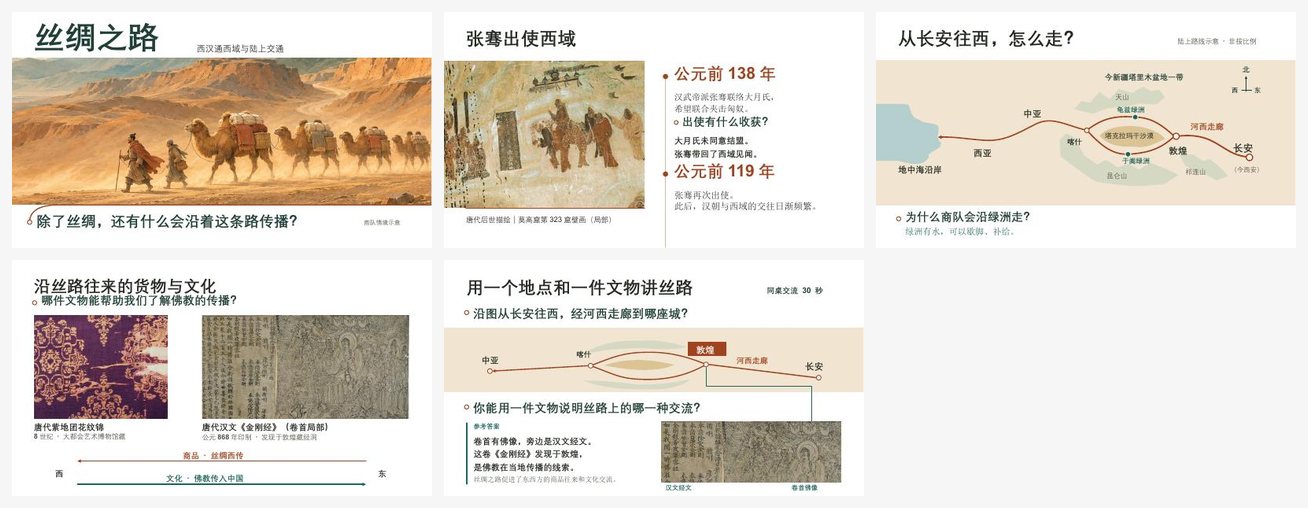 丝绸之路
西汉通西域与陆上交通
除了丝绸，还有什么会沿着这条路传播？
商队情境示意
张骞出使西域
公元前 138 年
汉武帝派张骞联络大月氏，
希望联合夹击匈奴。
出使有什么收获？
大月氏未同意结盟。
张骞带回了西域见闻。
公元前 119 年
张骞再次出使。
此后，汉朝与西域的交往日渐频繁。
唐代后世描绘｜莫高窟第 323 窟壁画（局部）
从长安往西，怎么走？
陆上路线示意 · 非按比例
今新疆塔里木盆地一带
北
西
东
天山
龟兹绿洲
中亚
河西走廊
塔克拉玛干沙漠
喀什
敦煌
长安
西亚
于阗绿洲
地中海沿岸
昆仑山
祁连山
（今西安）
为什么商队会沿绿洲走？
绿洲有水，可以歇脚、补给。
沿丝路往来的货物与文化
哪件文物能帮助我们了解佛教的传播？
唐代紫地团花纹锦
8 世纪 · 大都会艺术博物馆藏
唐代汉文《金刚经》（卷首局部）
公元 868 年印制 · 发现于敦煌藏经洞
商品 · 丝绸西传
西
东
文化 · 佛教传入中国
用一个地点和一件文物讲丝路
同桌交流 30 秒
沿图从长安往西，经河西走廊到哪座城？
敦煌
喀什
中亚
河西走廊
长安
你能用一件文物说明丝路上的哪一种交流？
参考答案
卷首有佛像，旁边是汉文经文。
这卷《金刚经》发现于敦煌，
是佛教在当地传播的线索。
丝绸之路促进了东西方的商品往来和文化交流。
汉文经文
卷首佛像